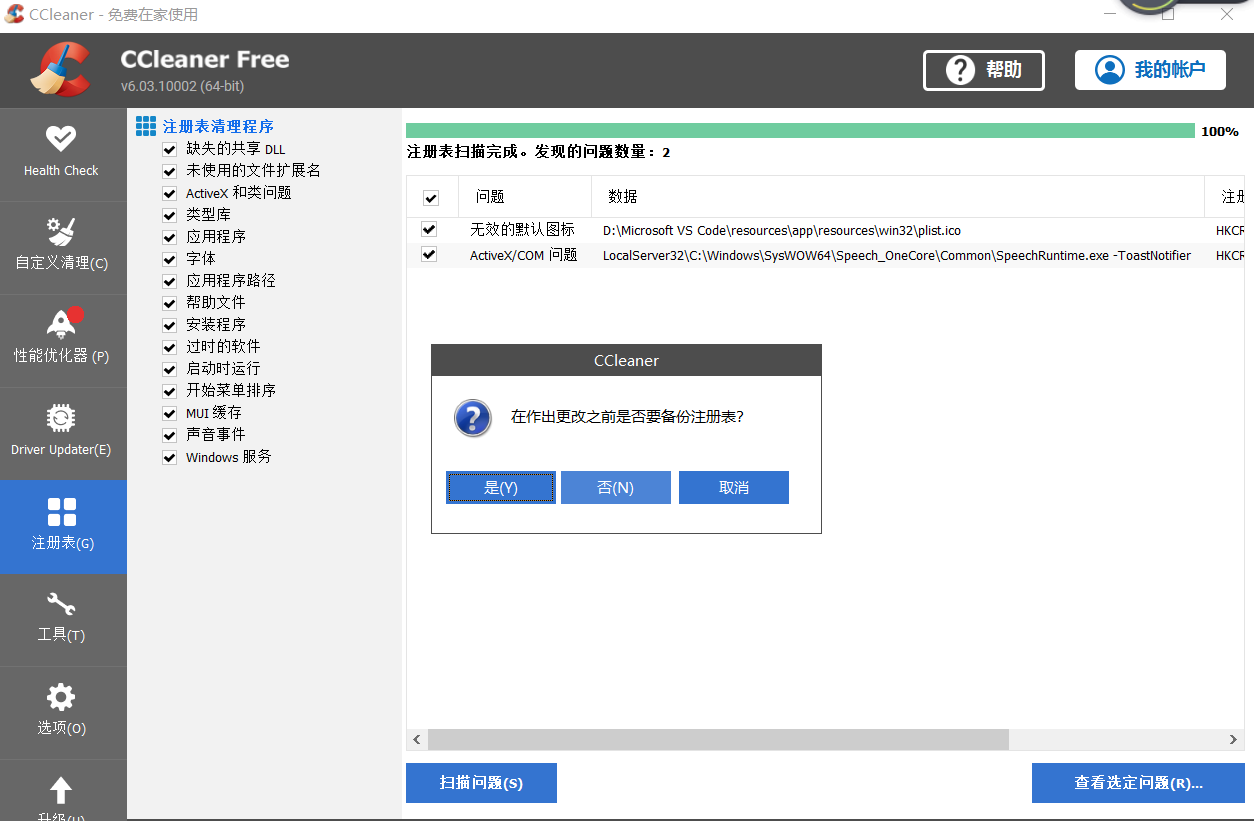 CCleaner - 免费在家使用
CCleaner Free
v6.03.10002 (64-bit)
帮助
我的帐户
Health Check
自定义清理(C)
性能优化器 (P)
Driver Updater(E)
注册表(G)
工具(T)
选项(O)
升级(U)
注册表清理程序
缺失的共享 DLL
未使用的文件扩展名
ActiveX 和类问题
类型库
应用程序
字体
应用程序路径
帮助文件
安装程序
过时的软件
启动时运行
开始菜单排序
MUI 缓存
声音事件
Windows 服务
100%
注册表扫描完成。发现的问题数量：2
问题 数据 注册
无效的默认图标 D:\Microsoft VS Code\resources\app\resources\win32\plist.ico HKCR
ActiveX/COM 问题 LocalServer32\C:\Windows\SysWOW64\Speech_OneCore\Common\SpeechRuntime.exe -ToastNotifier HKCR
CCleaner
在作出更改之前是否要备份注册表?
是(Y) 否(N) 取消
扫描问题(S)
查看选定问题(R)...